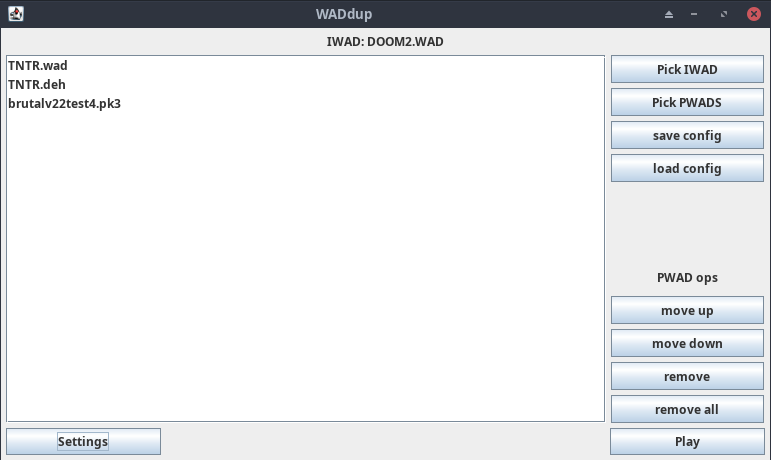 WADdup
IWAD: DOOM2.WAD
TNTR.wad
TNTR.deh
brutalv22test4.pk3
Pick IWAD
Pick PWADS
save config
load config
PWAD ops
move up
move down
remove
remove all
Settings
Play